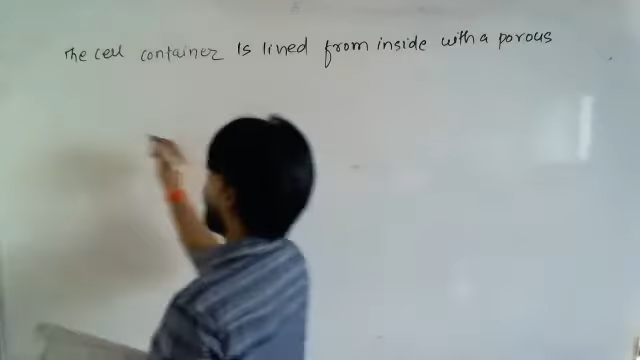 The cell container is lined from inside with a porous